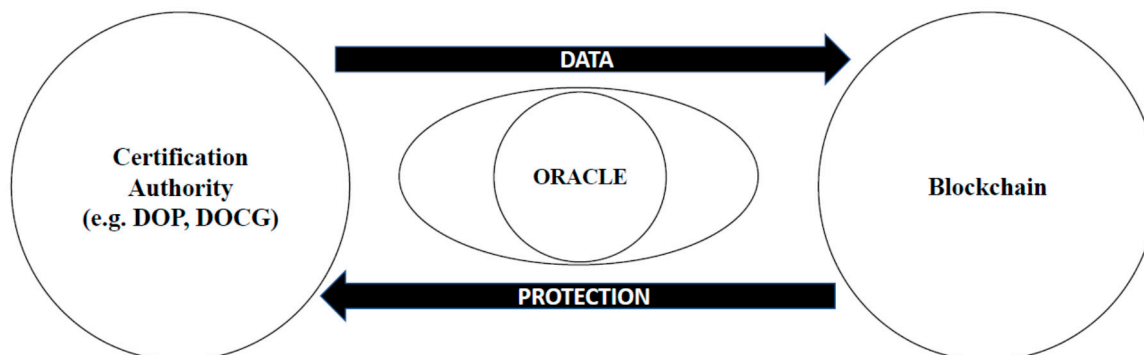 DATA
Certification
Authority
(e.g. DOP, DOCG)
ORACLE
Blockchain
PROTECTION